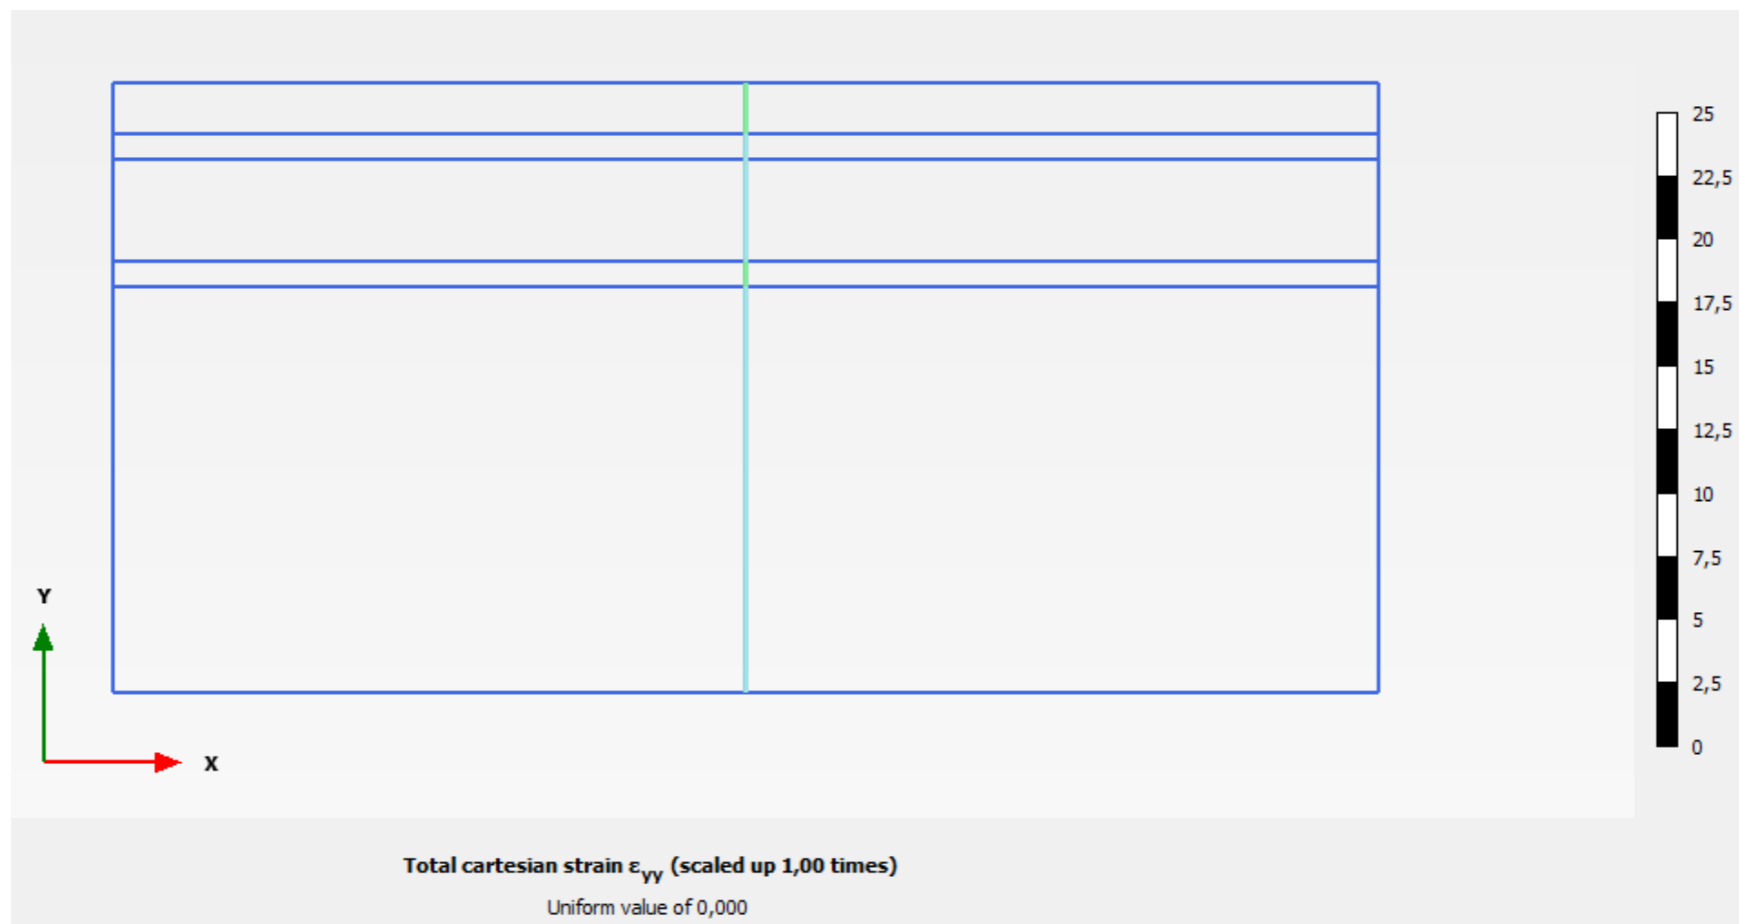 25
22,5
20
17,5
15
12,5
10
7,5
5
2,5
0
Y
X
Total cartesian strain εyy (scaled up 1,00 times)
Uniform value of 0,000